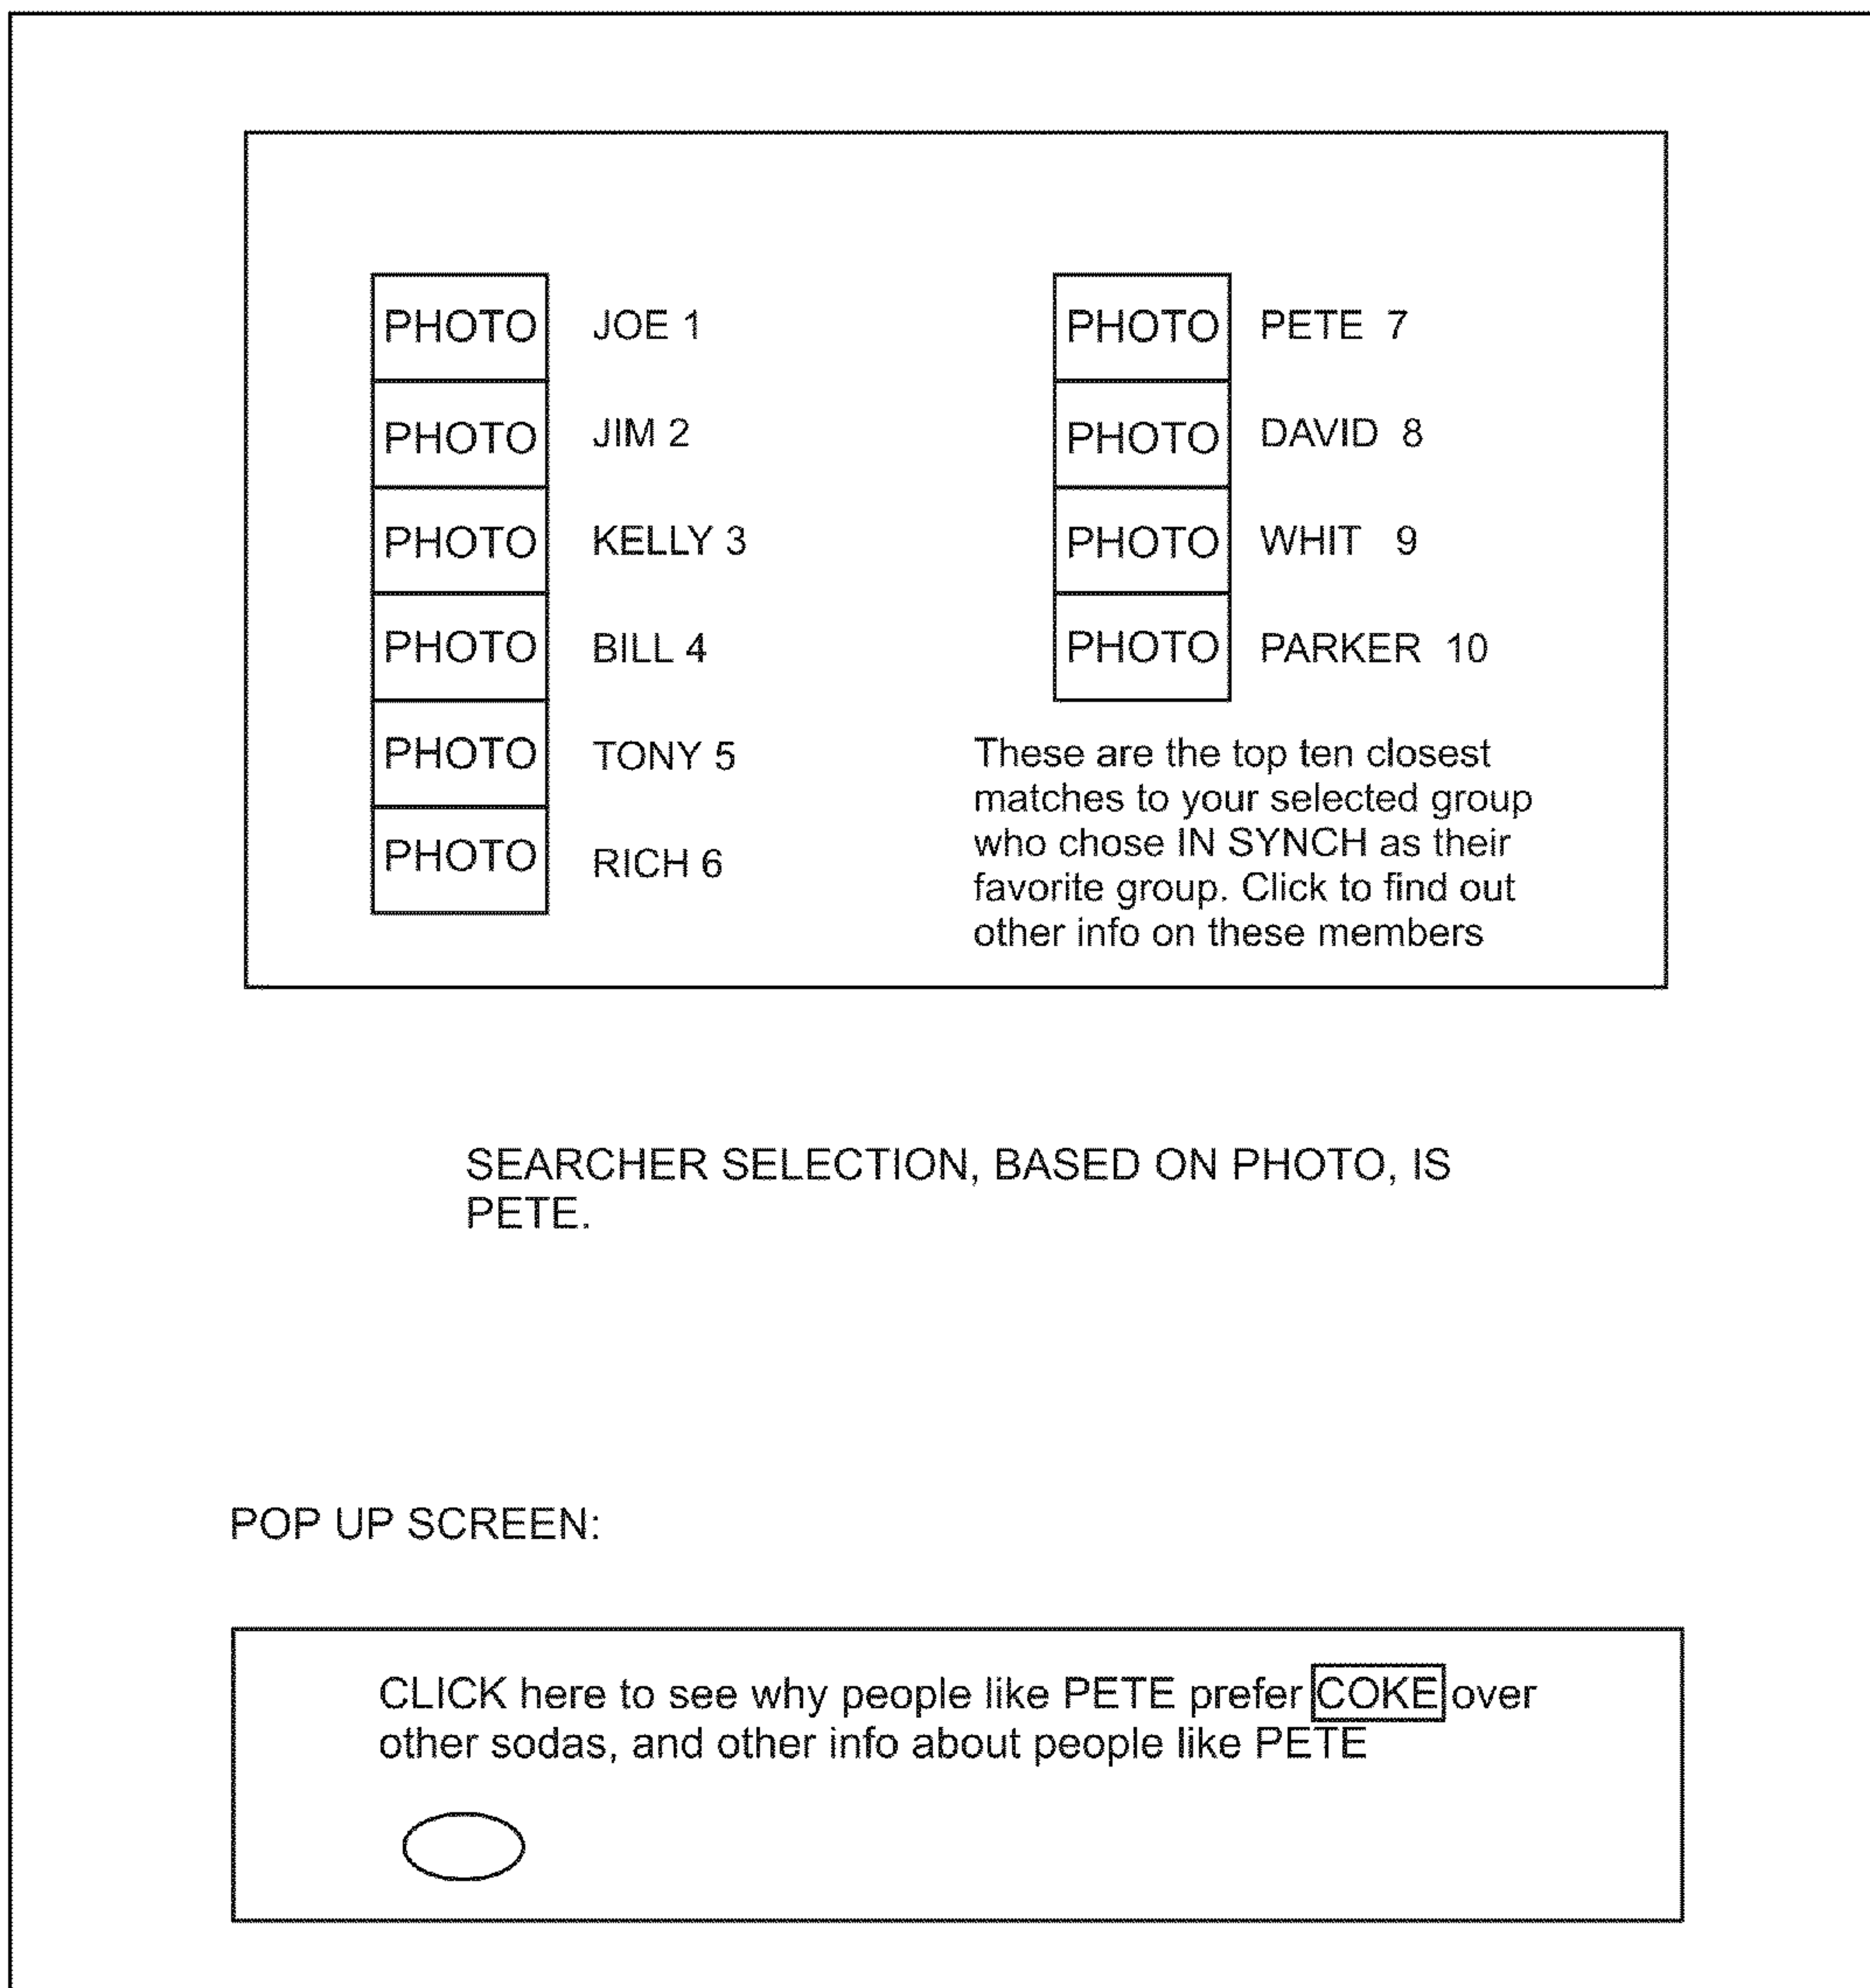 PHOTO JOE 1
PHOTO JIM 2
PHOTO KELLY 3
PHOTO BILL 4
PHOTO TONY 5
PHOTO RICH 6
PHOTO PETE 7
PHOTO DAVID 8
PHOTO WHIT 9
PHOTO PARKER 10
These are the top ten closest
matches to your selected group
who chose IN SYNCH as their
favorite group. Click to find out
other info on these members
SEARCHER SELECTION, BASED ON PHOTO, IS
PETE.
POP UP SCREEN:
CLICK here to see why people like PETE prefer COKE over
other sodas, and other info about people like PETE